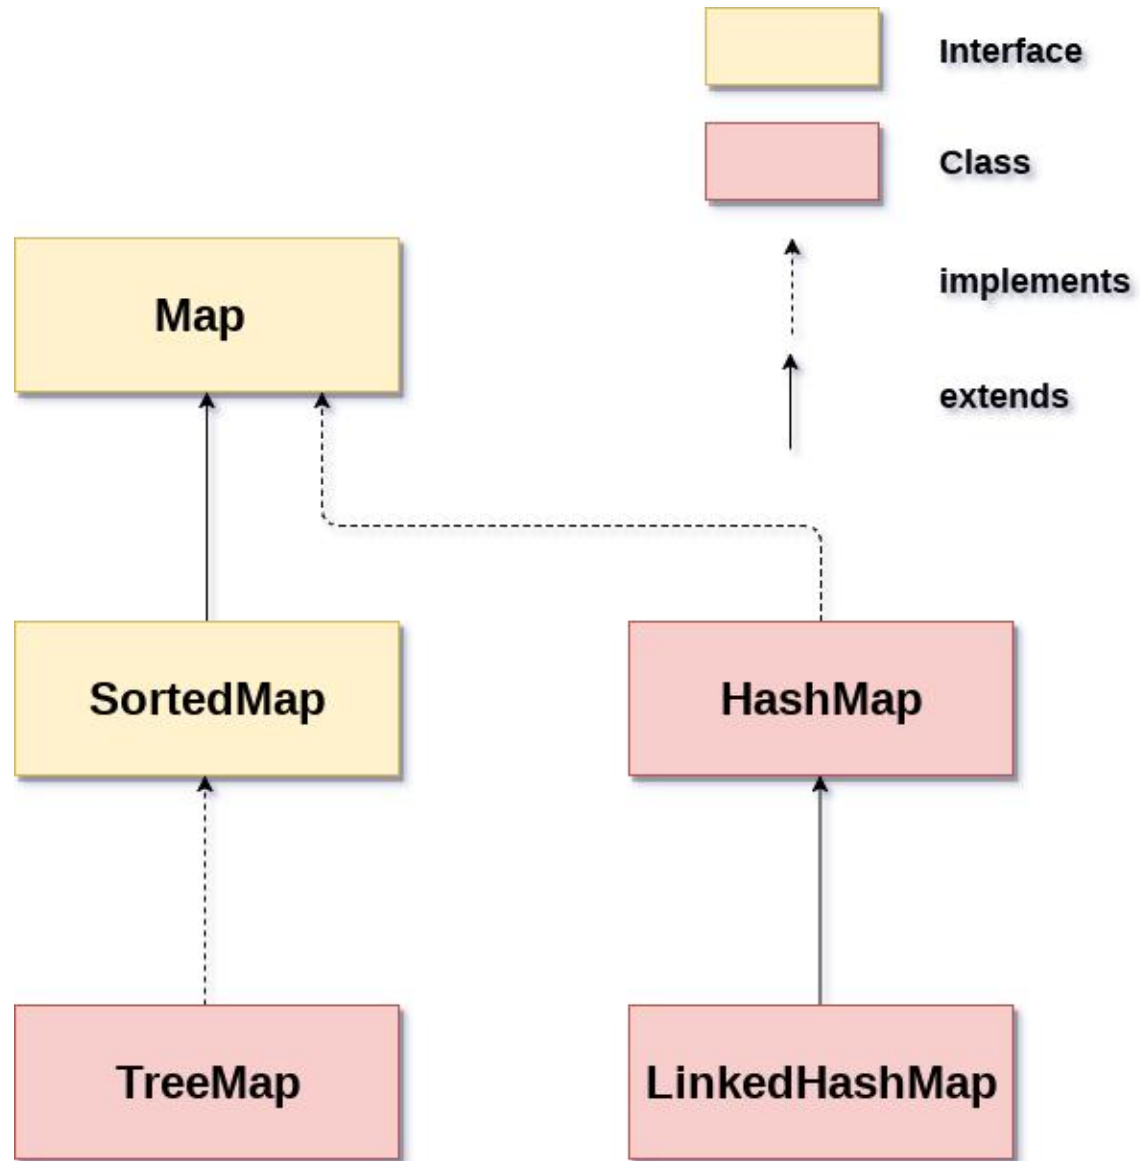 Interface
Class
implements
extends
Map
SortedMap
HashMap
TreeMap
LinkedHashMap